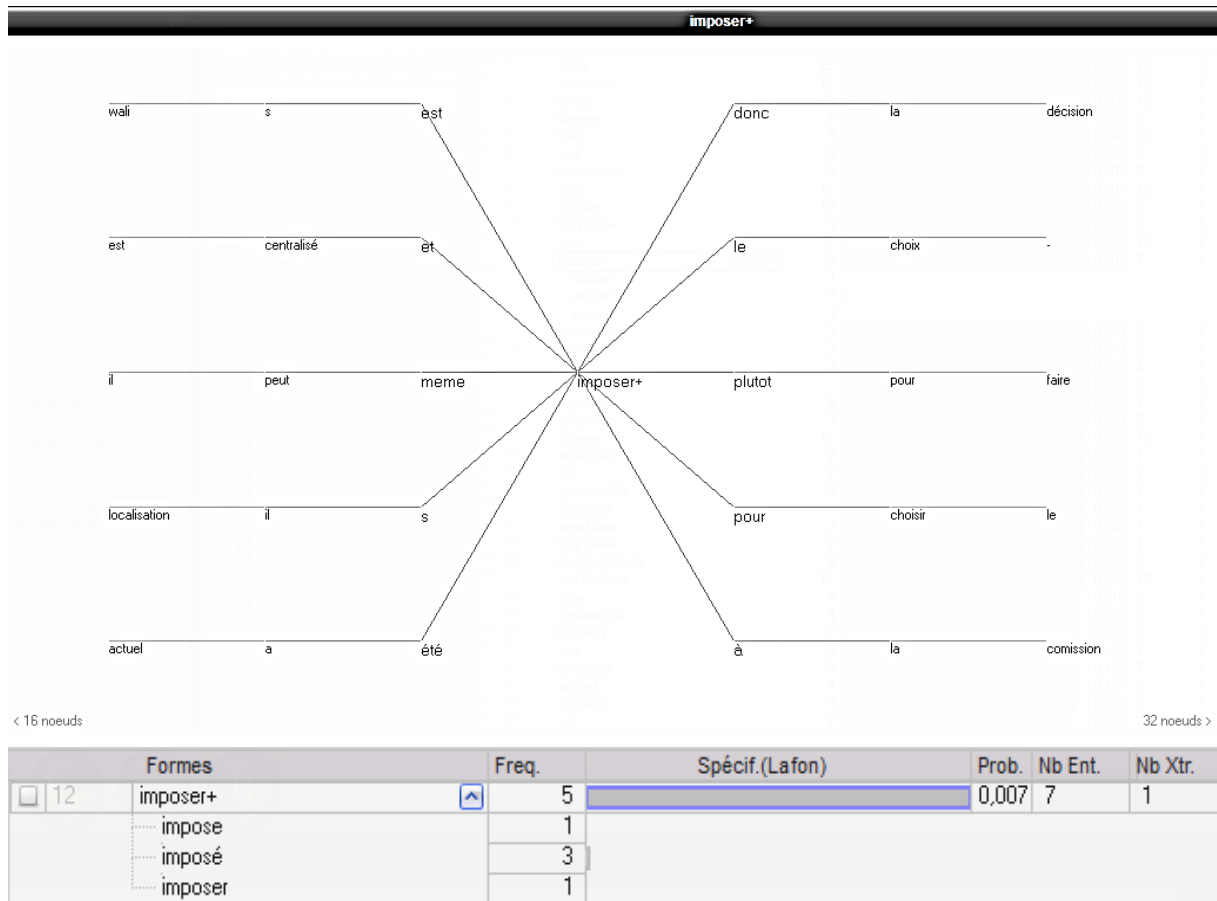 imposer+
wali s est donc la décision
est centralisé et le choix -
il peut meme imposer+ plutot pour faire
localisation il s pour choisir le
actuel a été à la comission
< 16 noeuds 32 noeuds >
Formes Freq. Spécif.(Lafon) Prob. Nb Ent. Nb Xtr.
12 imposer+ 5 0,007 7 1
impose 1
imposé 3
imposer 1